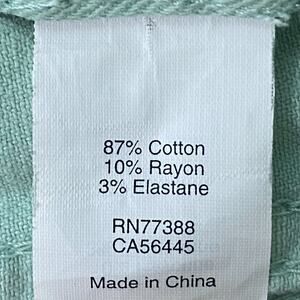 87% Cotton
10% Rayon
3% Elastane
RN77388
CA56445
Made in China